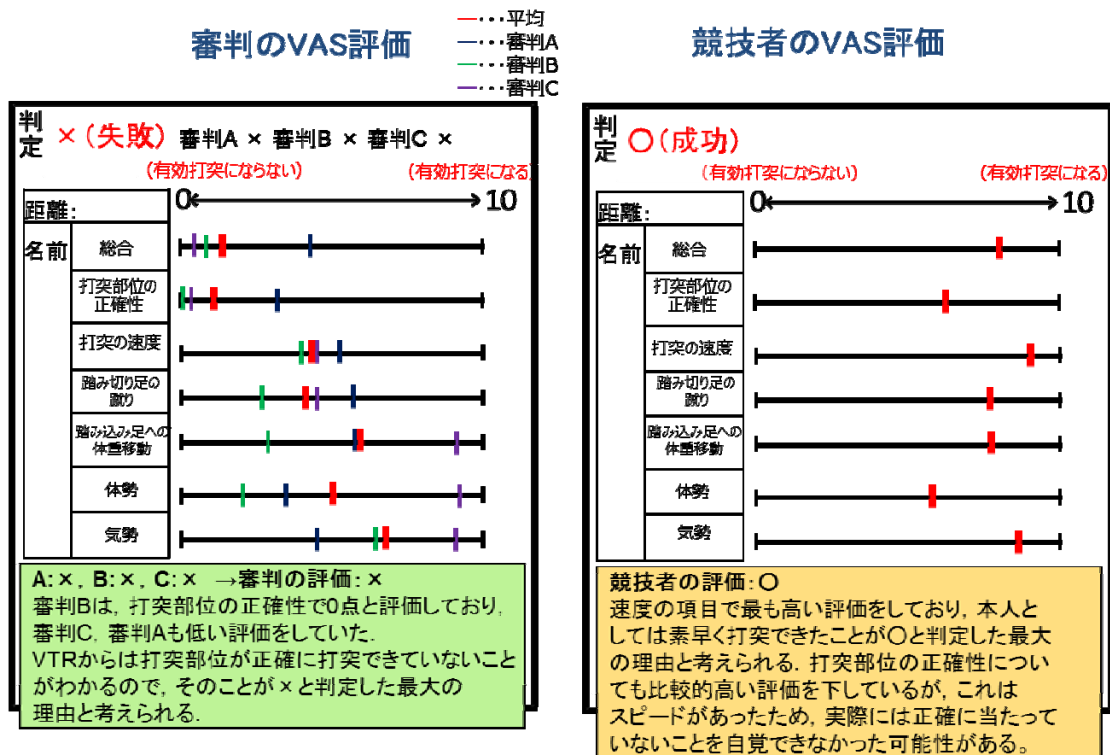 審判のVAS評価
━・・・平均
━・・・審判A
━・・・審判B
━・・・審判C
競技者のVAS評価
判定 ×(失敗) 審判A × 審判B × 審判C ×
(有効打突にならない) (有効打突になる)
距離: 0 10
名前
総合
打突部位の
正確性
打突の速度
踏み切り足の
蹴り
踏み込み足への
体重移動
体勢
気勢
A:×, B:×, C:× →審判の評価:×
審判Bは, 打突部位の正確性で0点と評価しており,
審判C, 審判Aも低い評価をしていた.
VTRからは打突部位が正確に打突できていないこと
がわかるので, そのことが×と判定した最大の
理由と考えられる.
判定 〇(成功)
(有効打突にならない) (有効打突になる)
距離: 0 10
名前
総合
打突部位の
正確性
打突の速度
踏み切り足の
蹴り
踏み込み足への
体重移動
体勢
気勢
競技者の評価:〇
速度の項目で最も高い評価をしており, 本人と
しては素早く打突できたことが〇と判定した最大
の理由と考えられる. 打突部位の正確性につい
ても比較的高い評価を下しているが, これは
スピードがあったため, 実際には正確に当たって
いないことを自覚できなかった可能性がある。